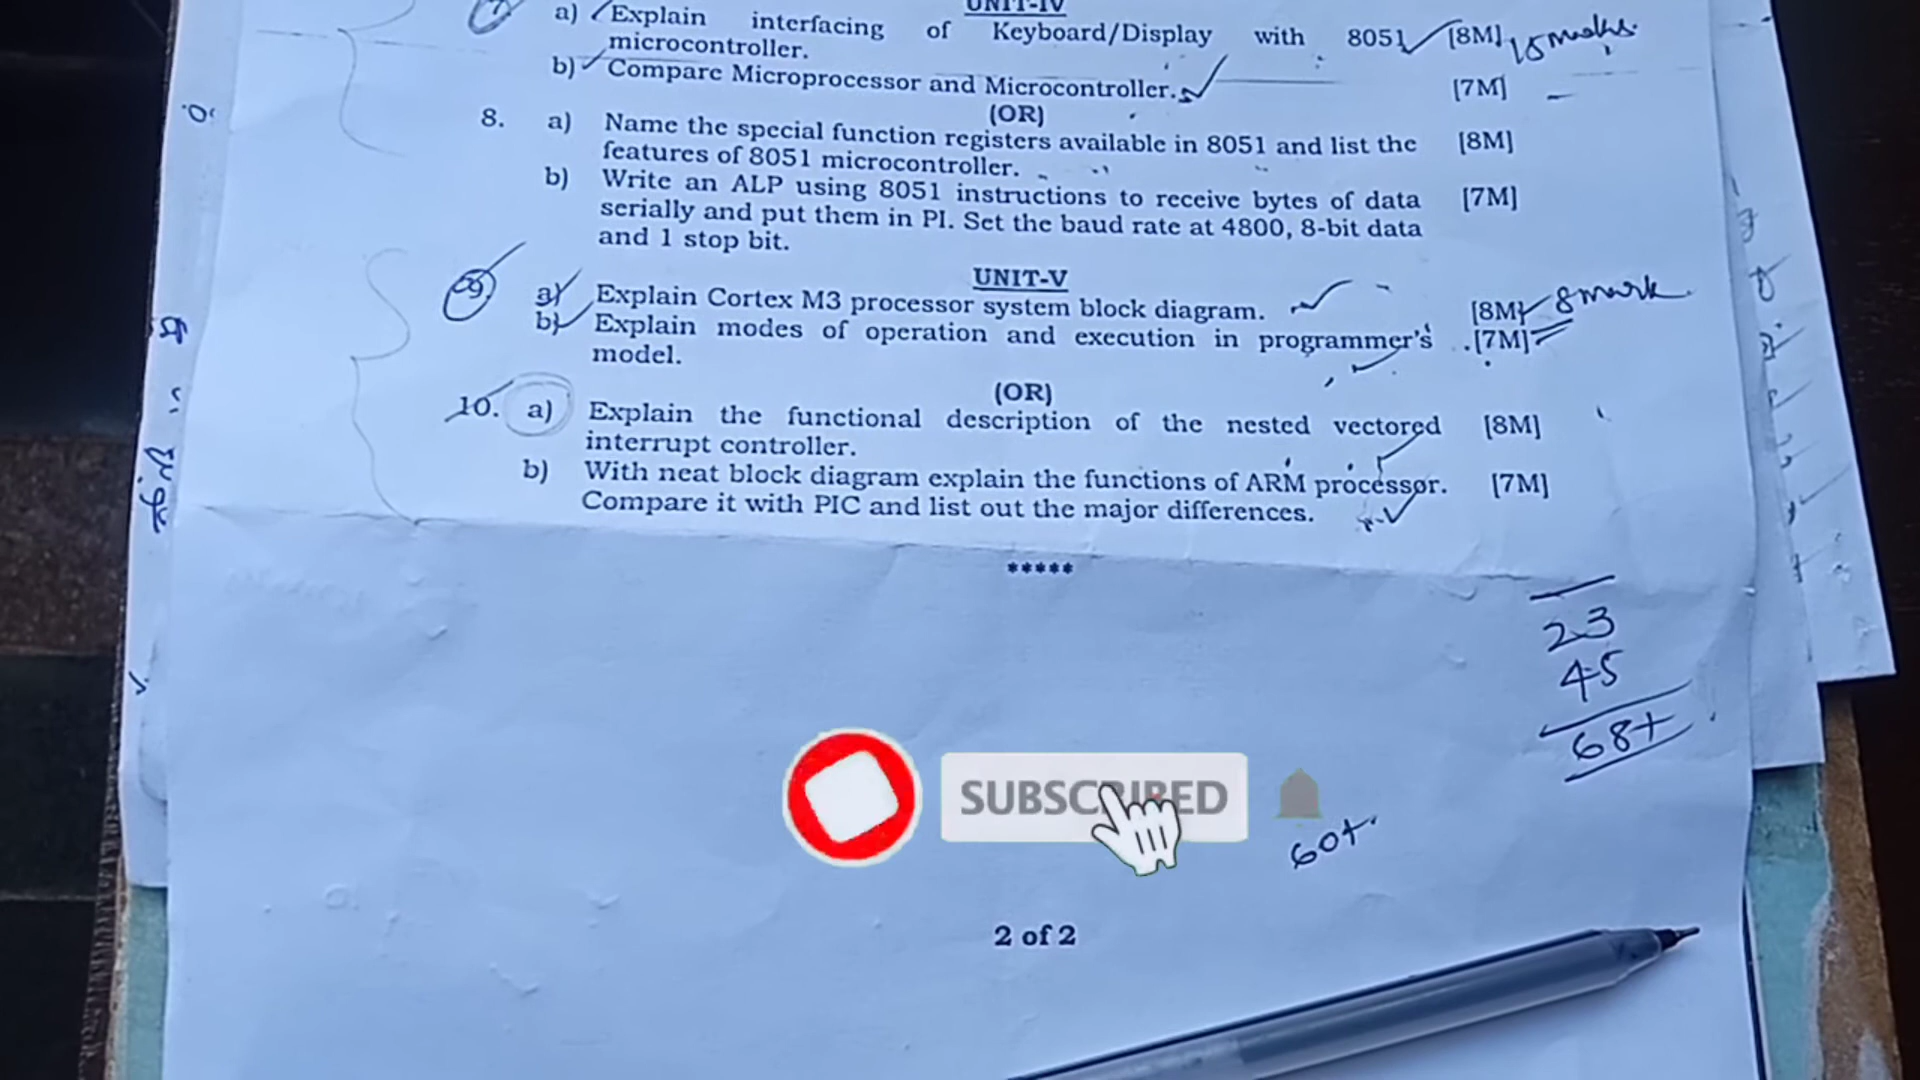 UNIT-IV
7. a) Explain interfacing of Keyboard/Display with 8051 [8M] 15 marks.
microcontroller.
b) Compare Microprocessor and Microcontroller. [7M]
(OR)
8. a) Name the special function registers available in 8051 and list the [8M]
features of 8051 microcontroller.
b) Write an ALP using 8051 instructions to receive bytes of data [7M]
serially and put them in PI. Set the baud rate at 4800, 8-bit data
and 1 stop bit.
UNIT-V
9. a) Explain Cortex M3 processor system block diagram. [8M] 8 mark.
b) Explain modes of operation and execution in programmer's [7M]
model.
(OR)
10. a) Explain the functional description of the nested vectored [8M]
interrupt controller.
b) With neat block diagram explain the functions of ARM processor. [7M]
Compare it with PIC and list out the major differences.
*****
23
45
68+
SUBSCRIBED
60+
2 of 2